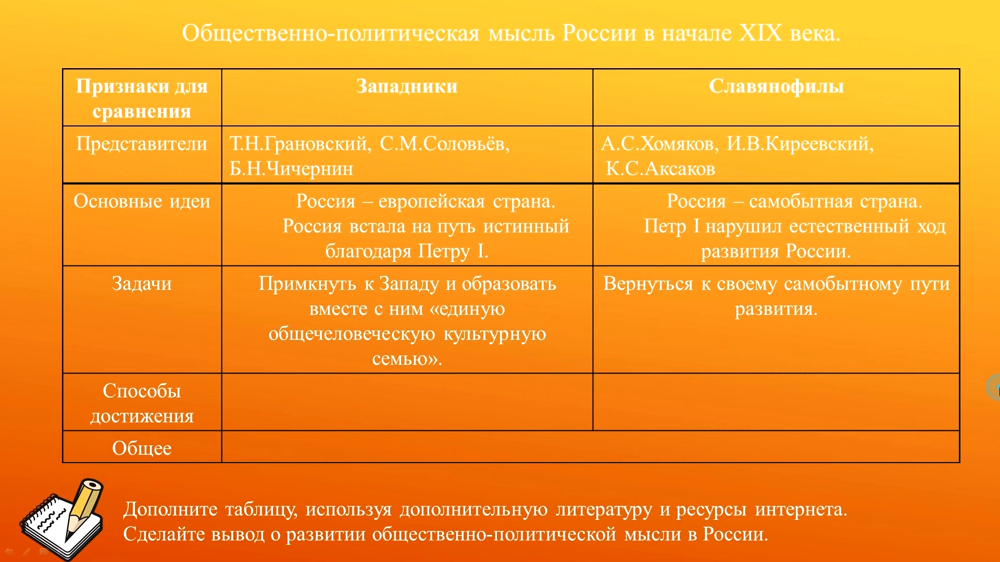 Общественно-политическая мысль России в начале XIX века.
Признаки для
сравнения
Западники
Славянофилы
Представители
Т.Н.Грановский, С.М.Соловьёв,
Б.Н.Чичернин
А.С.Хомяков, И.В.Киреевский,
К.С.Аксаков
Основные идеи
Россия – европейская страна.
Россия встала на путь истинный
благодаря Петру I.
Россия – самобытная страна.
Петр I нарушил естественный ход
развития России.
Задачи
Примкнуть к Западу и образовать
вместе с ним «единую
общечеловеческую культурную
семью».
Вернуться к своему самобытному пути
развития.
Способы
достижения
Общее
Дополните таблицу, используя дополнительную литературу и ресурсы интернета.
Сделайте вывод о развитии общественно-политической мысли в России.